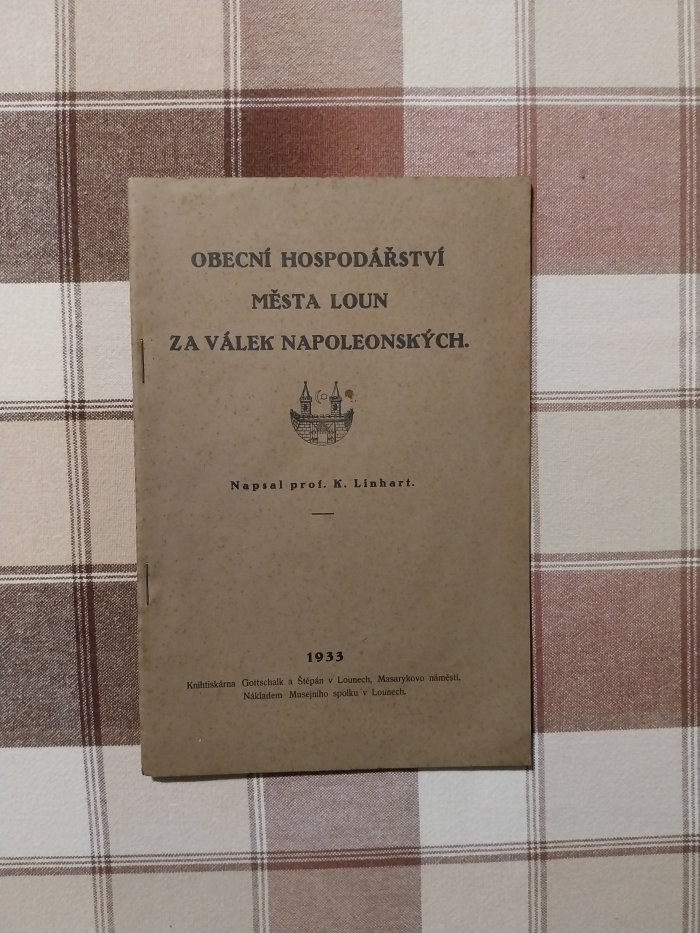 OBECNÍ HOSPODÁŘSTVÍ
MĚSTA LOUN
ZA VÁLEK NAPOLEONSKÝCH.
Napsal prof. K. Linhart.
1933
Knihtiskárna Gottschalk a Štěpán v Lounech, Masarykovo náměstí.
Nákladem Musejního spolku v Lounech.